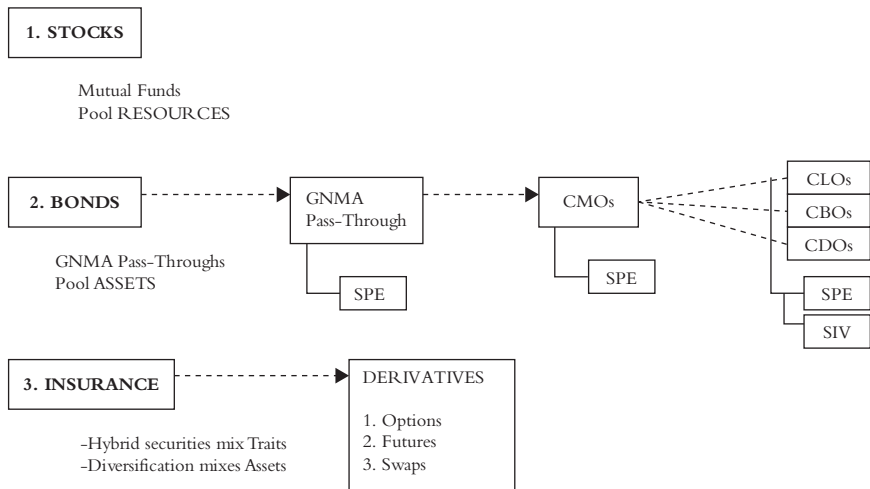 1. STOCKS
Mutual Funds
Pool RESOURCES
2. BONDS
GNMA
Pass-Through
CMOs
CLOs
CBOs
CDOs
GNMA Pass-Throughs
Pool ASSETS
SPE
SPE
SPE
SIV
3. INSURANCE
DERIVATIVES
1. Options
2. Futures
3. Swaps
-Hybrid securities mix Traits
-Diversification mixes Assets